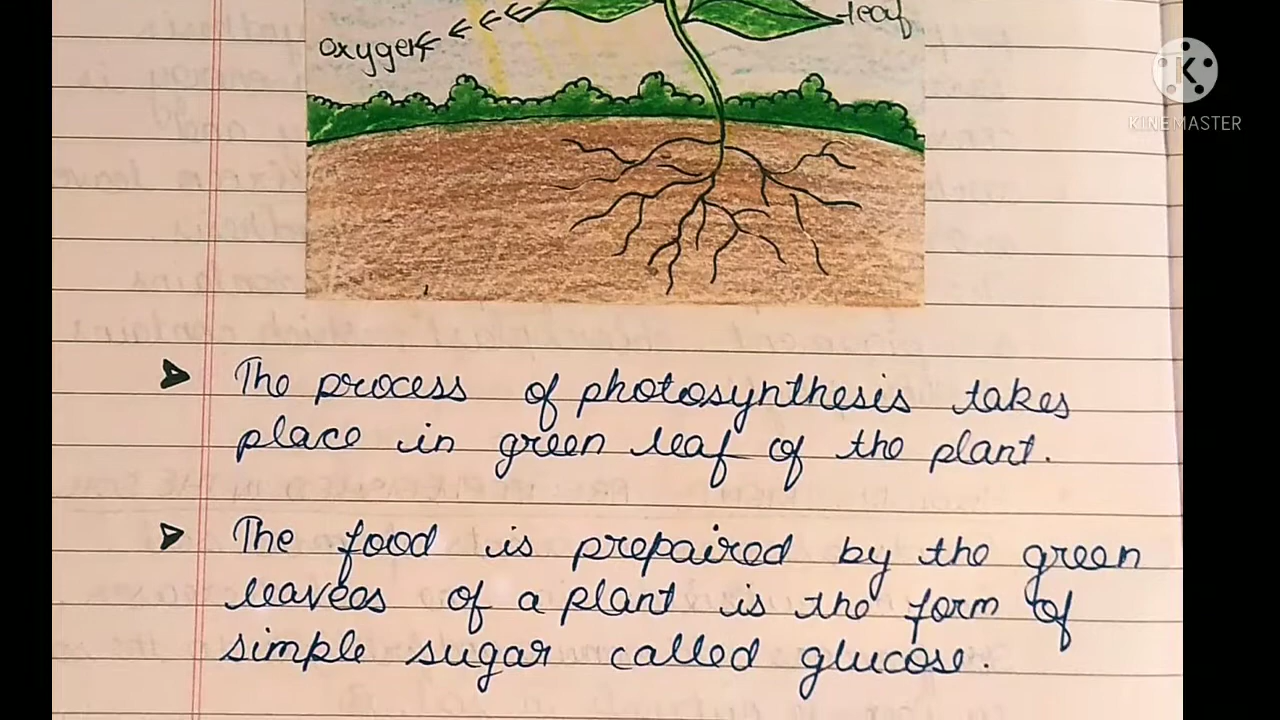 leaf
oxygen
KINEMASTER
The process of photosynthesis takes
place in green leaf of the plant.
The food is prepaired by the green
leavees of a plant is the form of
simple sugar called glucose.